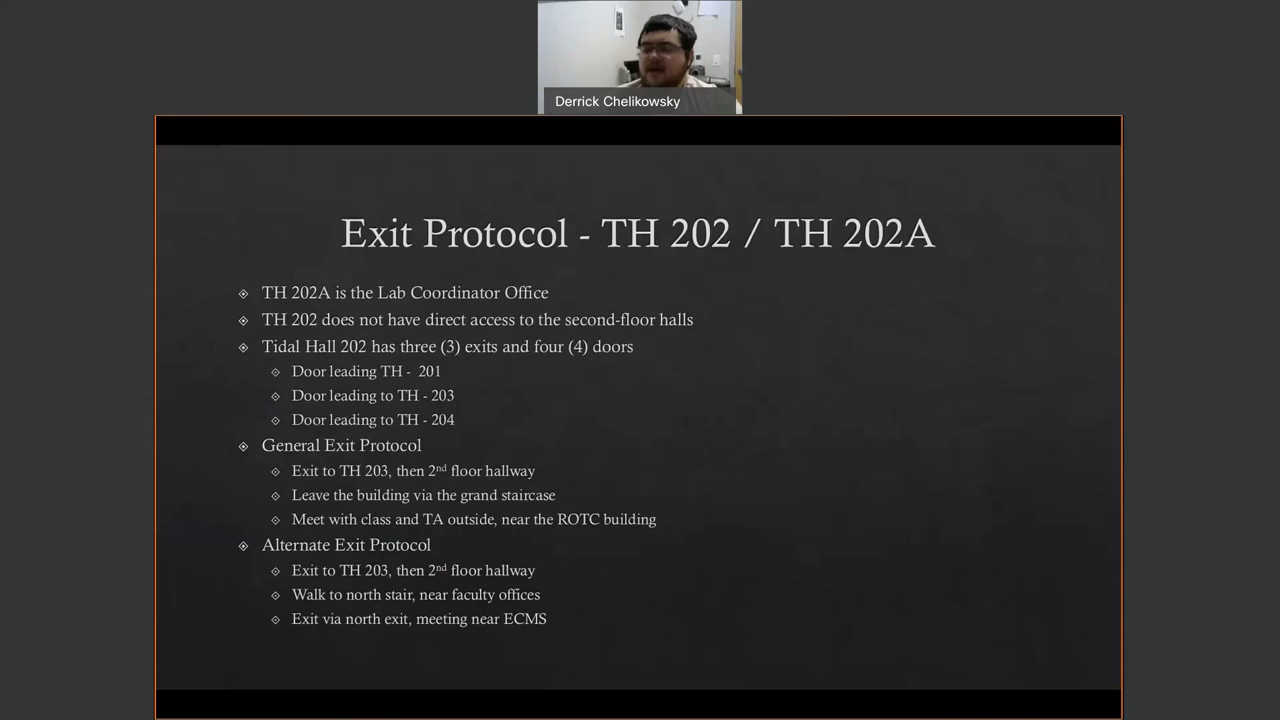 Derrick Chelikowsky
Exit Protocol - TH 202 / TH 202A
TH 202A is the Lab Coordinator Office
TH 202 does not have direct access to the second-floor halls
Tidal Hall 202 has three (3) exits and four (4) doors
Door leading TH - 201
Door leading to TH - 203
Door leading to TH - 204
General Exit Protocol
Exit to TH 203, then 2nd floor hallway
Leave the building via the grand staircase
Meet with class and TA outside, near the ROTC building
Alternate Exit Protocol
Exit to TH 203, then 2nd floor hallway
Walk to north stair, near faculty offices
Exit via north exit, meeting near ECMS